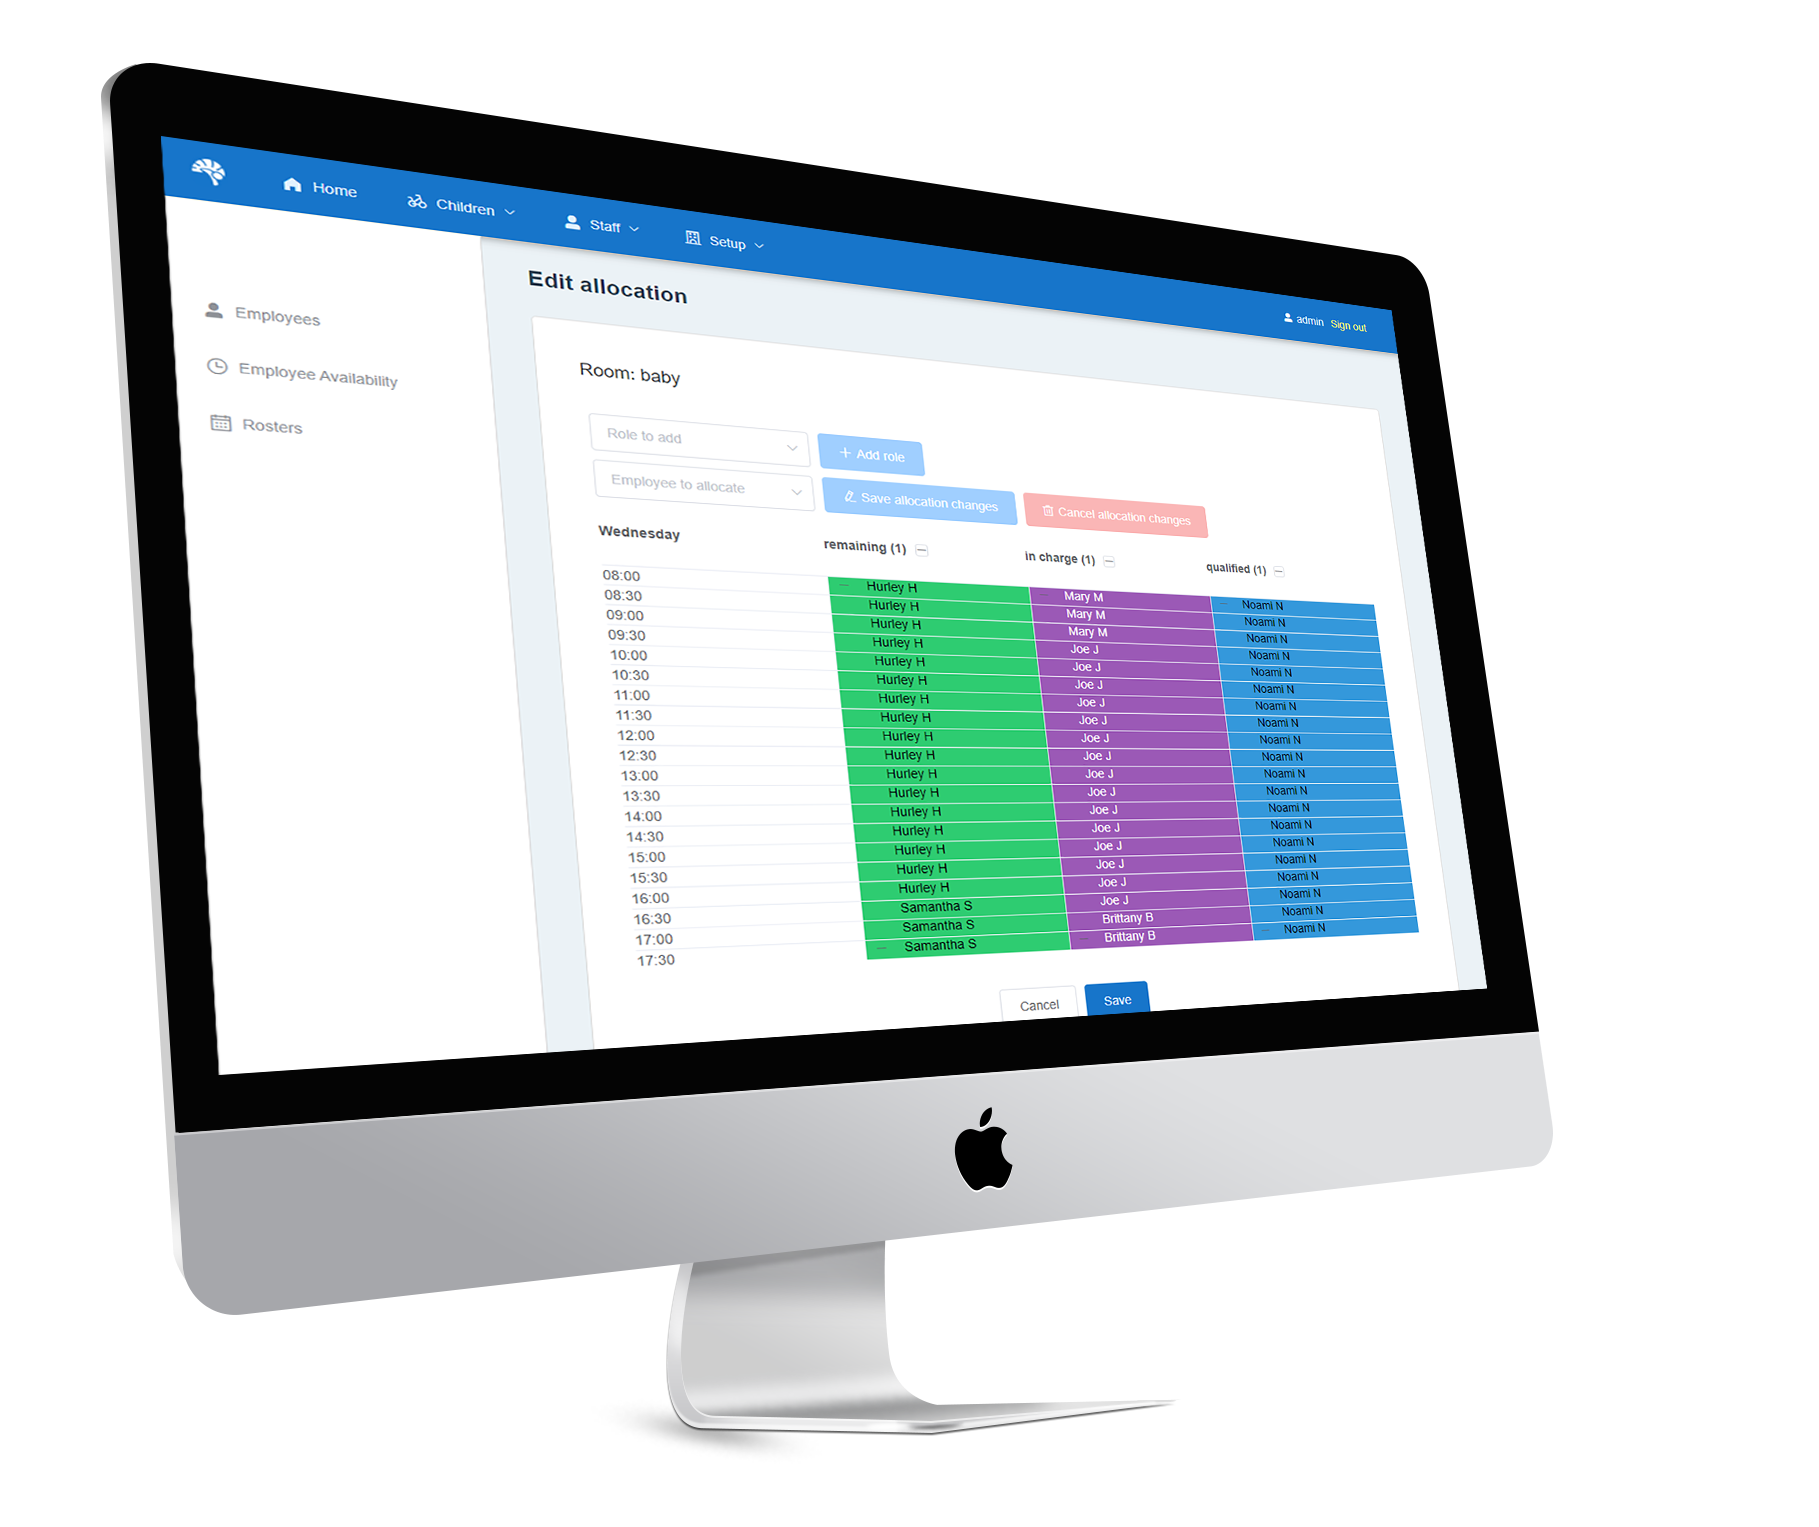 Home
Children
Staff
Setup
admin Sign out
Employees
Employee Availability
Rosters
Edit allocation
Room: baby
Role to add
+ Add role
Employee to allocate
Save allocation changes
Cancel allocation changes
Wednesday remaining (1) in charge (1) qualified (1)
08:00 Hurley H Mary M Noami N
08:30 Hurley H Mary M Noami N
09:00 Hurley H Mary M Noami N
09:30 Hurley H Joe J Noami N
10:00 Hurley H Joe J Noami N
10:30 Hurley H Joe J Noami N
11:00 Hurley H Joe J Noami N
11:30 Hurley H Joe J Noami N
12:00 Hurley H Joe J Noami N
12:30 Hurley H Joe J Noami N
13:00 Hurley H Joe J Noami N
13:30 Hurley H Joe J Noami N
14:00 Hurley H Joe J Noami N
14:30 Hurley H Joe J Noami N
15:00 Hurley H Joe J Noami N
15:30 Hurley H Joe J Noami N
16:00 Hurley H Joe J Noami N
16:30 Samantha S Joe J Noami N
17:00 Samantha S Brittany B Noami N
17:30 Samantha S Brittany B Noami N
Cancel
Save